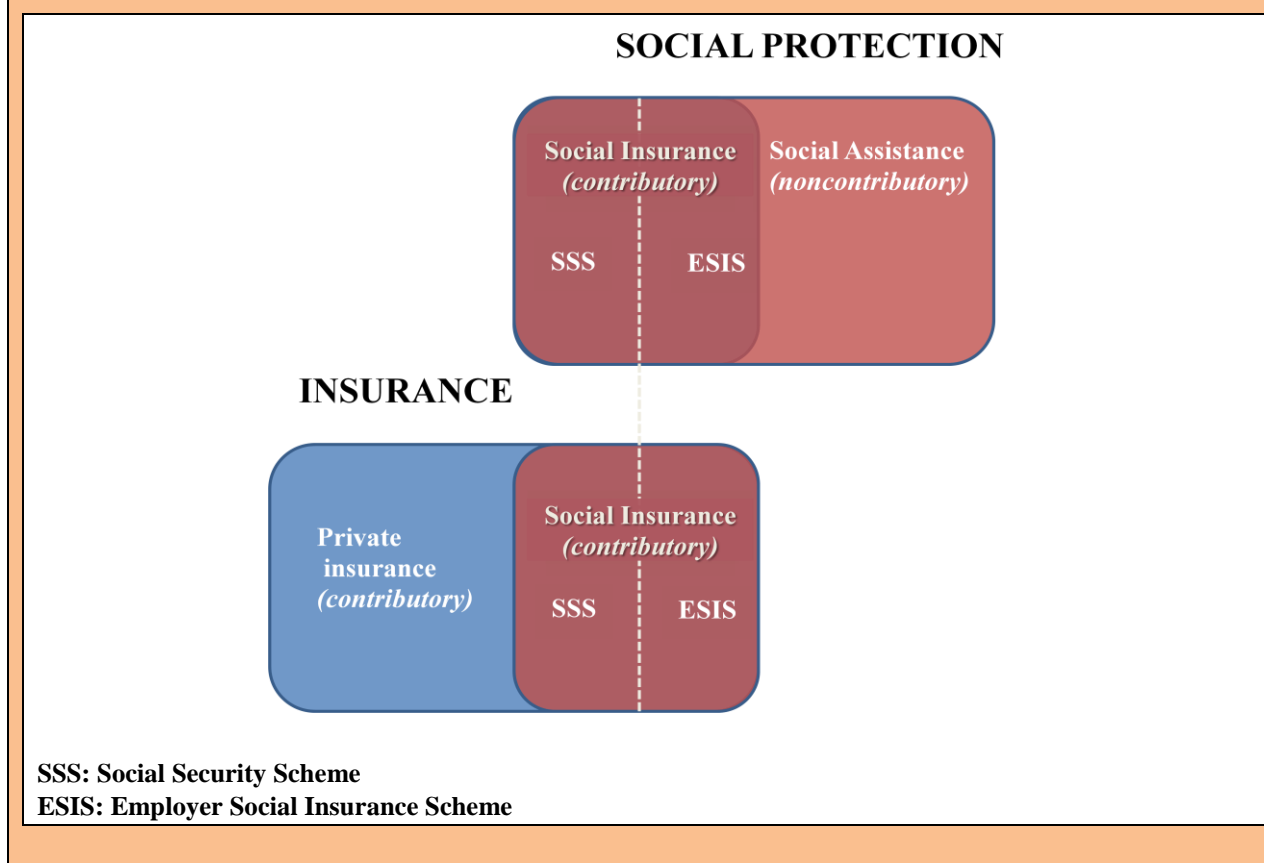 SOCIAL PROTECTION
Social Insurance
(contributory)
Social Assistance
(noncontributory)
SSS
ESIS
INSURANCE
Private
insurance
(contributory)
Social Insurance
(contributory)
SSS
ESIS
SSS: Social Security Scheme
ESIS: Employer Social Insurance Scheme